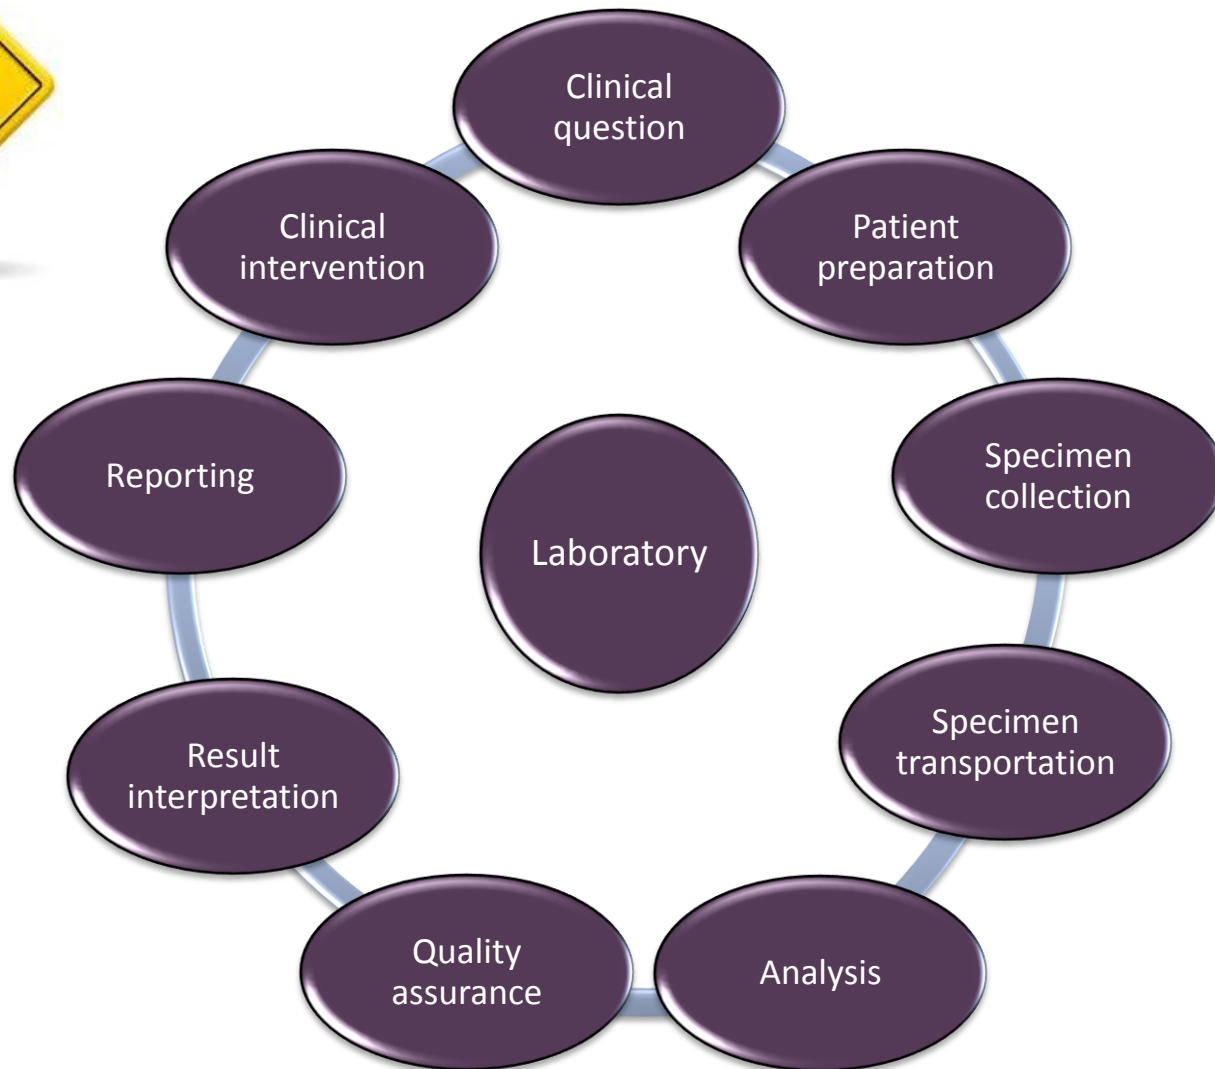 Clinical
question
Patient
preparation
Specimen
collection
Specimen
transportation
Analysis
Quality
assurance
Result
interpretation
Reporting
Clinical
intervention
Laboratory